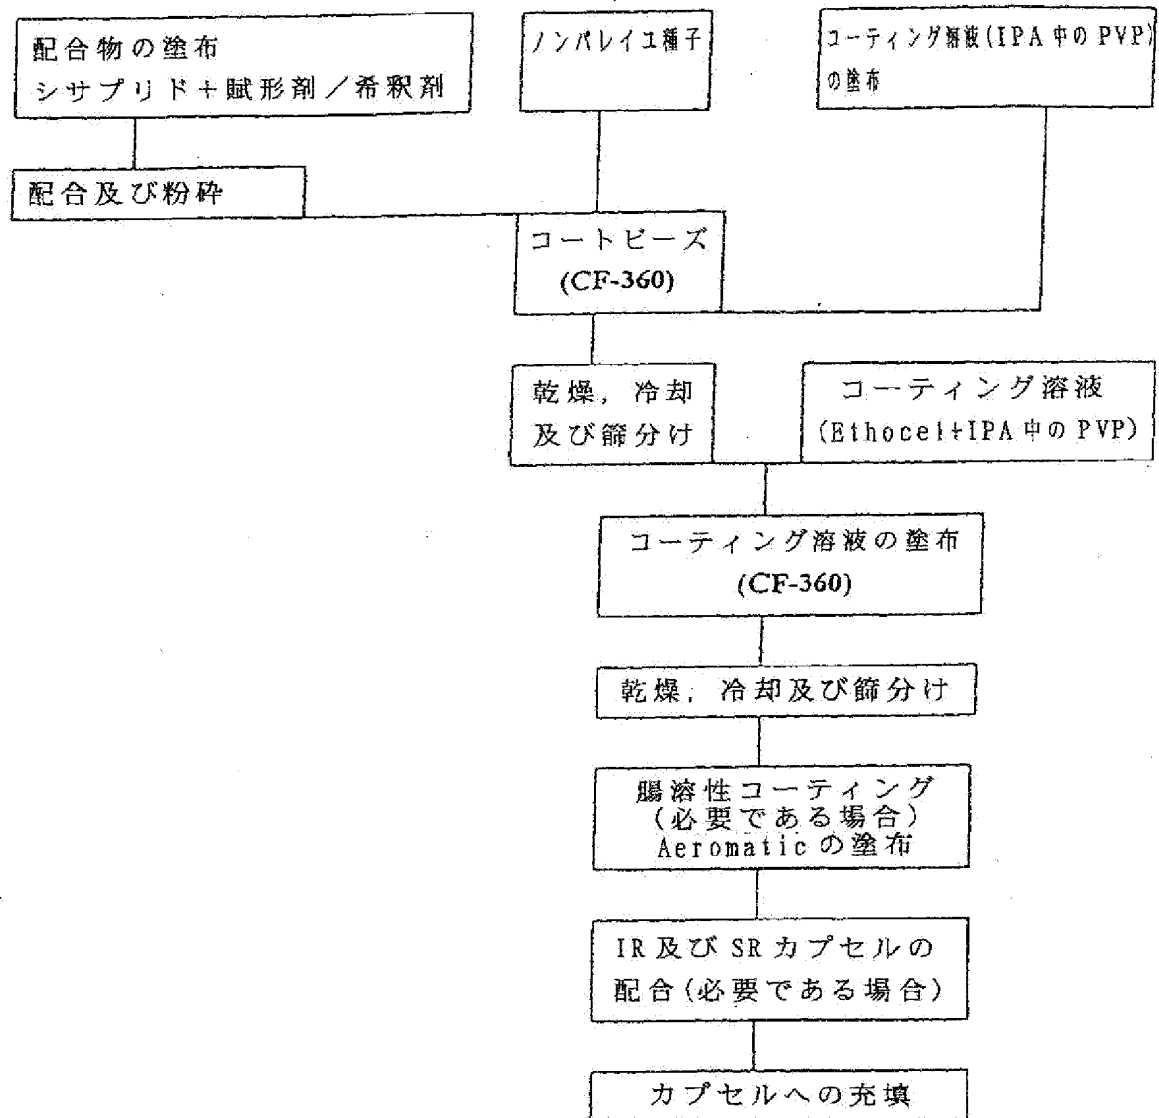 配合物の塗布
シサプリド+賦形剤/希釈剤
ノンパレイユ種子
コーティング溶液(IPA中のPVP)
の塗布
配合及び粉砕
コートビーズ
(CF-360)
乾燥, 冷却
及び篩分け
コーティング溶液
(Ethocel+IPA中のPVP)
コーティング溶液の塗布
(CF-360)
乾燥, 冷却及び篩分け
腸溶性コーティング
(必要である場合)
Aeromaticの塗布
IR及びSRカプセルの
配合(必要である場合)
カプセルへの充填